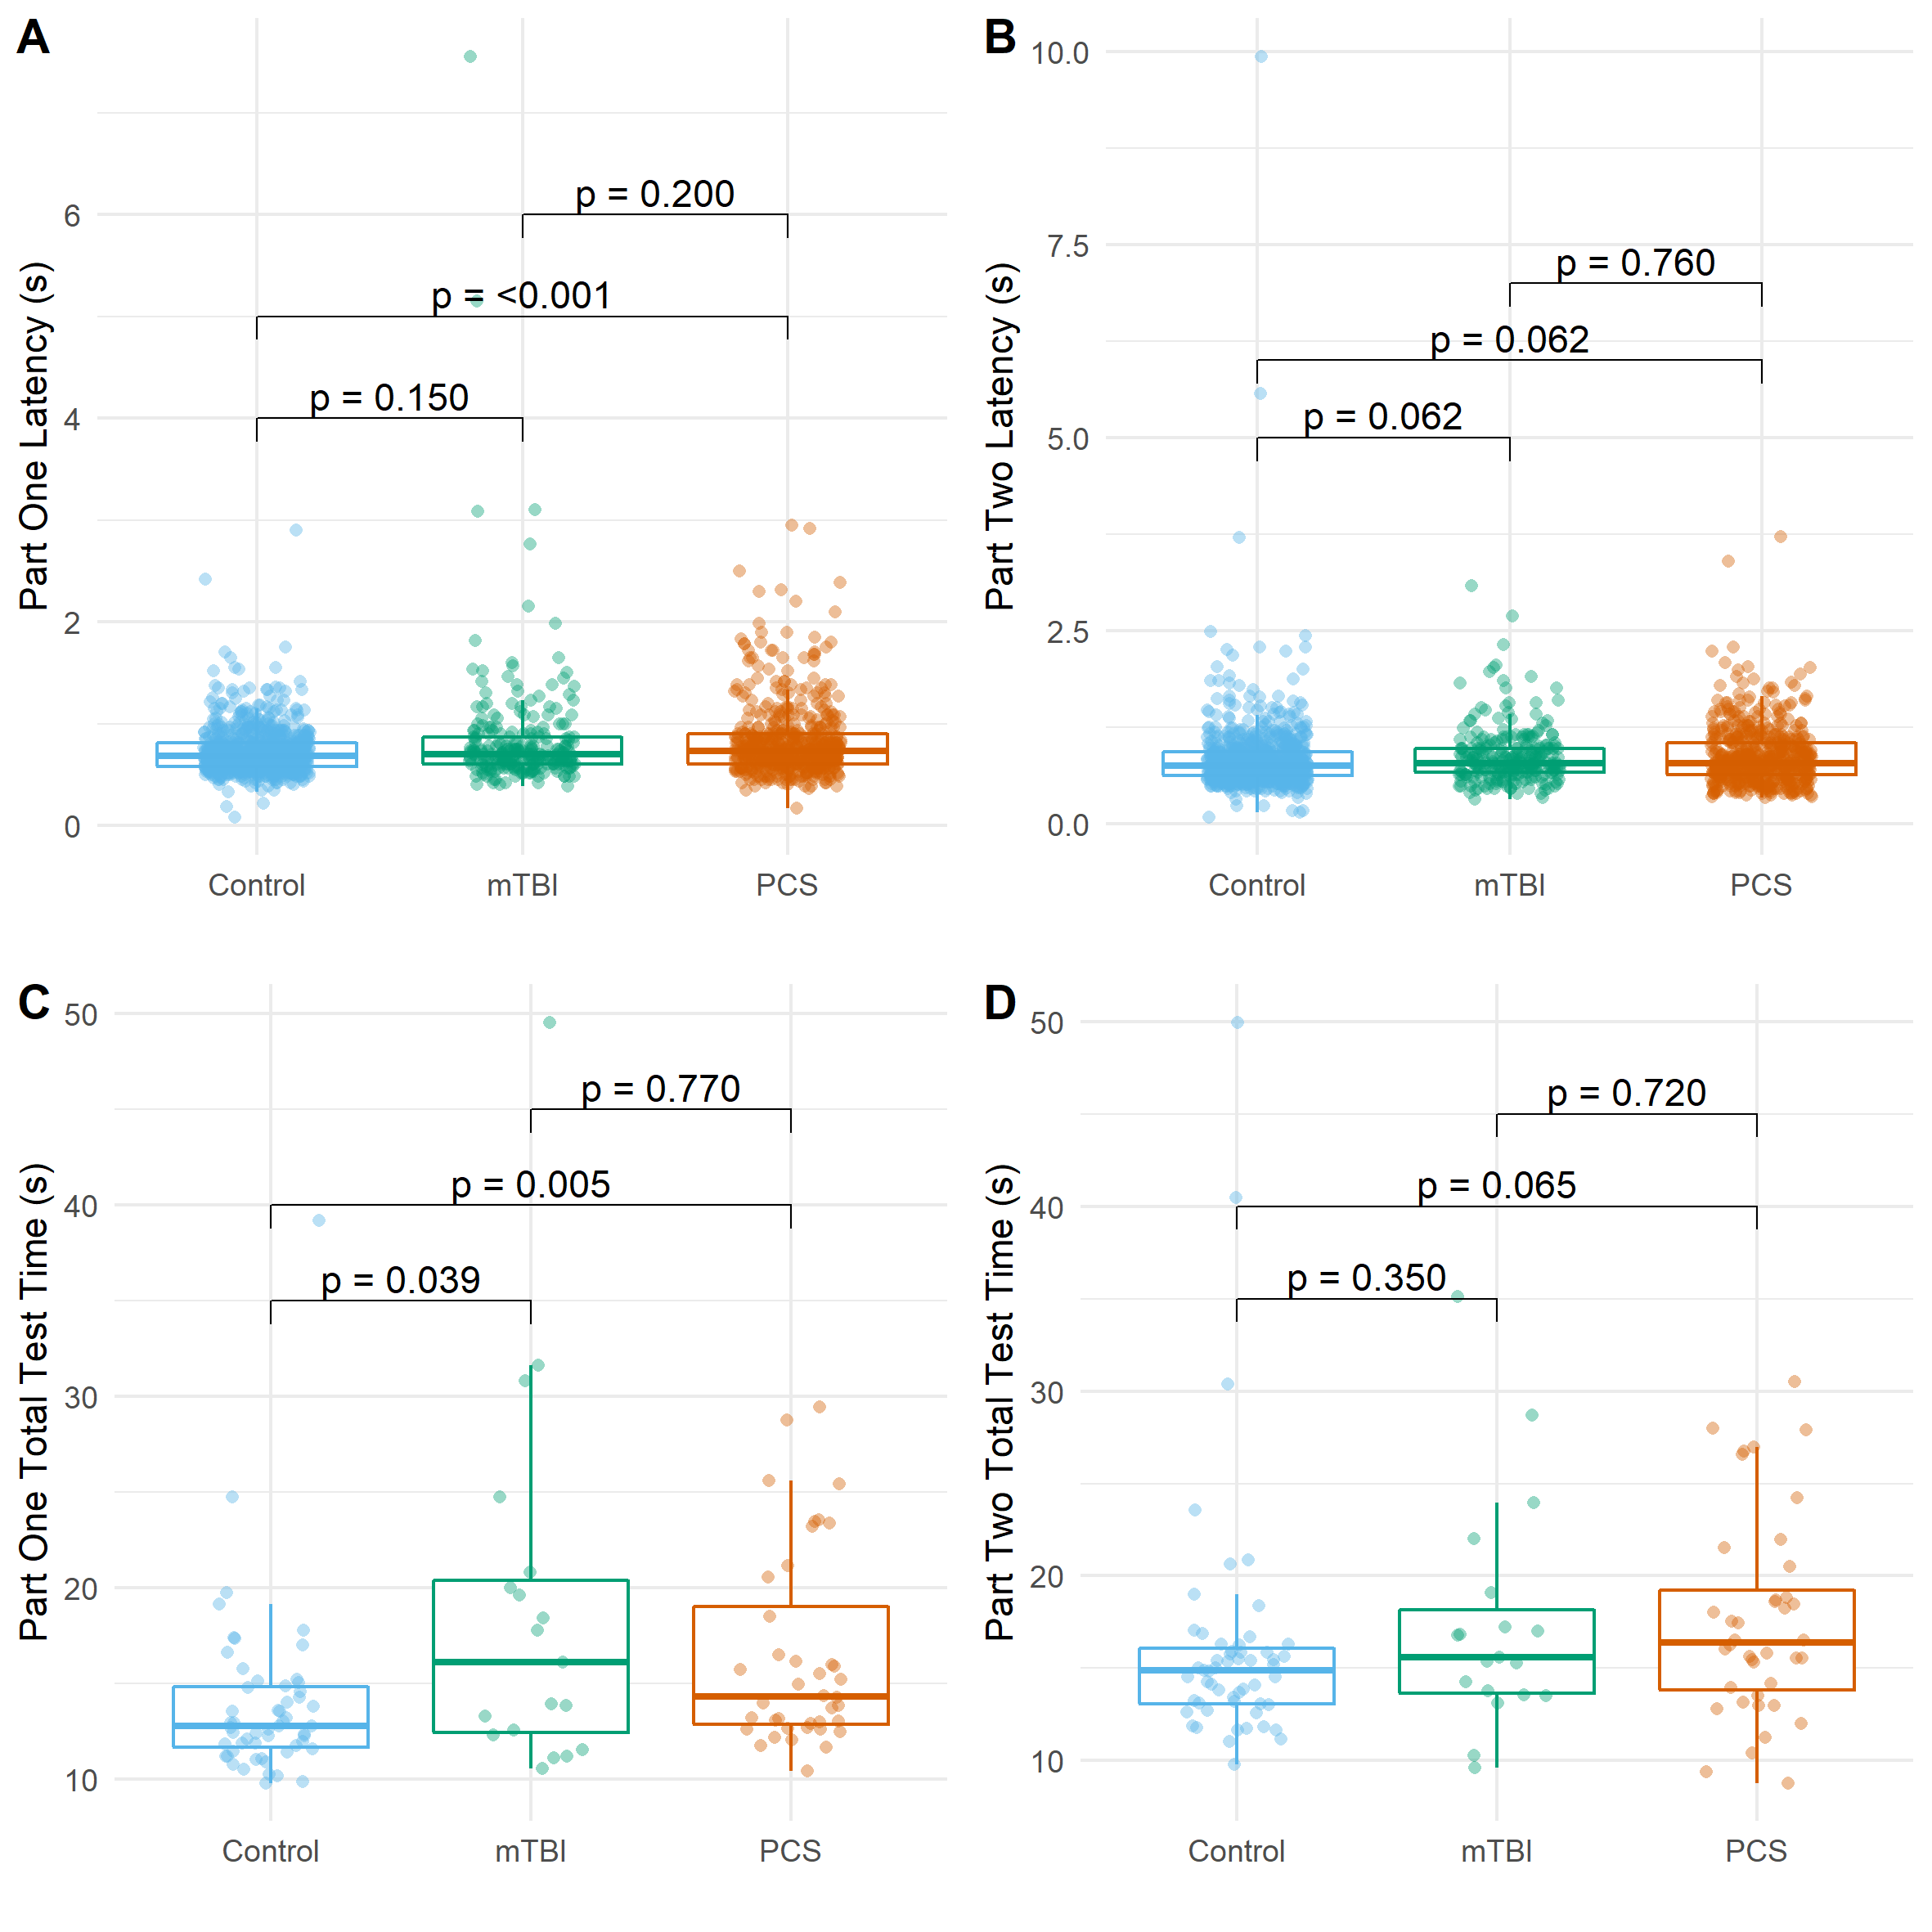 A
Part One Latency (s)
6
4
2
0
p = 0.200
p = <0.001
p = 0.150
Control mTBI PCS
B
Part Two Latency (s)
10.0
7.5
5.0
2.5
0.0
p = 0.760
p = 0.062
p = 0.062
Control mTBI PCS
C
Part One Total Test Time (s)
50
40
30
20
10
p = 0.770
p = 0.005
p = 0.039
Control mTBI PCS
D
Part Two Total Test Time (s)
50
40
30
20
10
p = 0.720
p = 0.065
p = 0.350
Control mTBI PCS